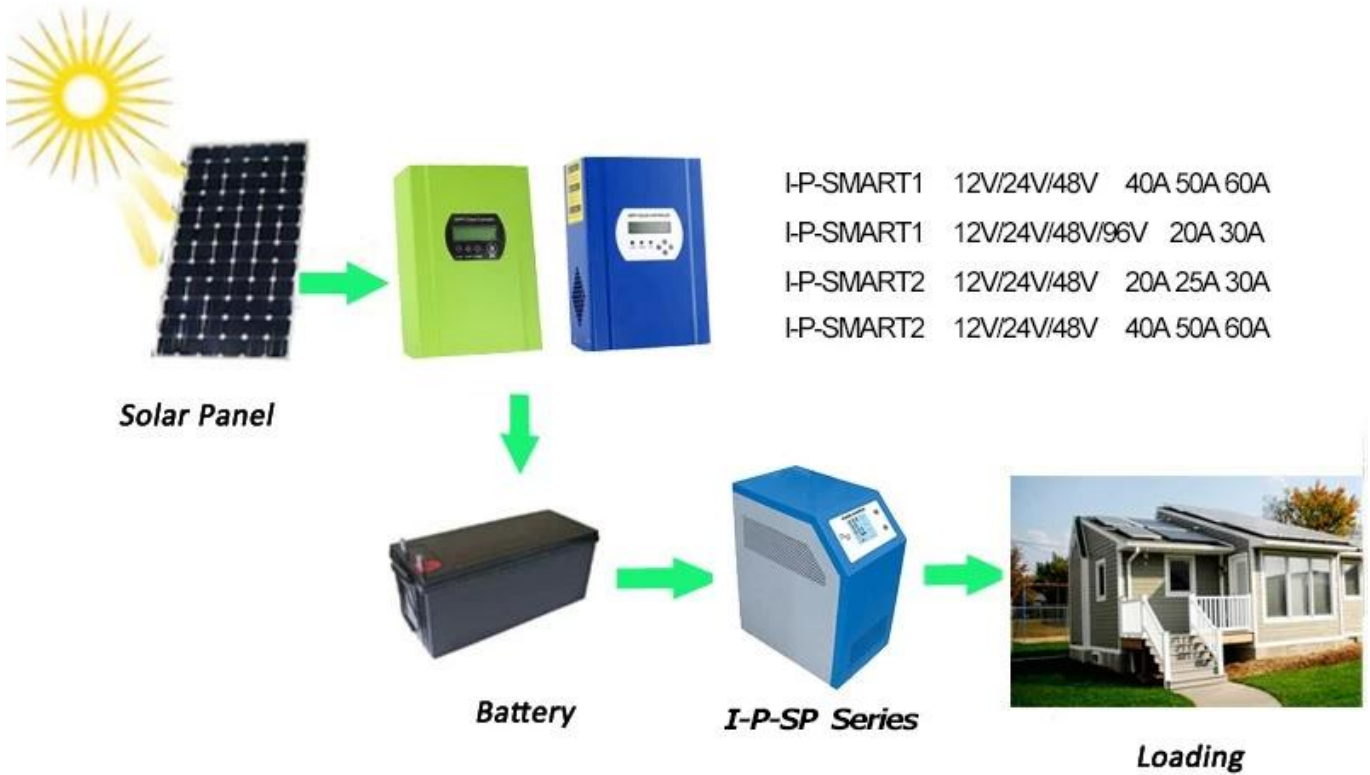 I-P-SMART1 12V/24V/48V 40A 50A 60A
I-P-SMART1 12V/24V/48V/96V 20A 30A
I-P-SMART2 12V/24V/48V 20A 25A 30A
I-P-SMART2 12V/24V/48V 40A 50A 60A
Solar Panel
Battery
I-P-SP Series
Loading